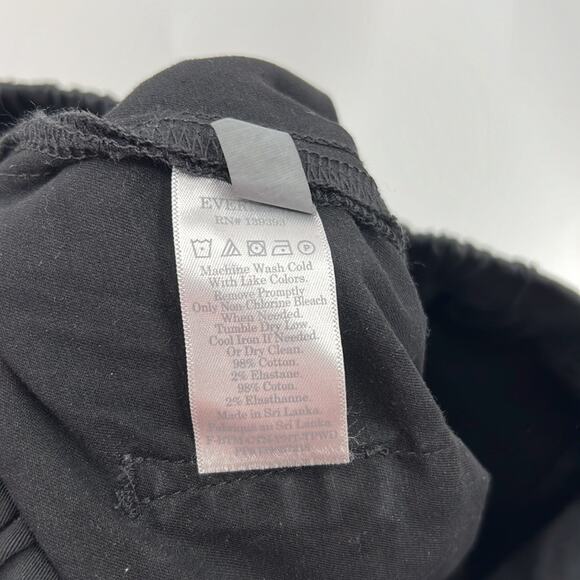 EVER
RN# 139393
Machine Wash Cold
With Like Colors.
Remove Promptly
Only Non-Chlorine Bleach
When Needed.
Tumble Dry Low.
Cool Iron If Needed.
Or Dry Clean.
98% Cotton.
2% Elastane.
98% Coton.
2% Elasthanne.
Made in Sri Lanka.
au Sri Lanka.